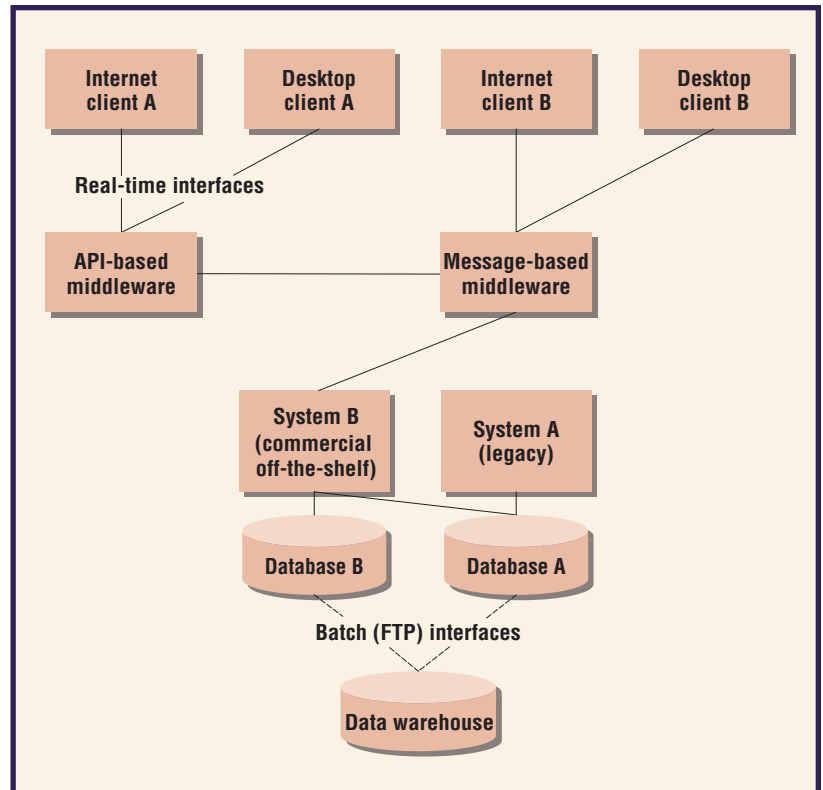 Internet
client A
Desktop
client A
Internet
client B
Desktop
client B
Real-time interfaces
API-based
middleware
Message-based
middleware
System B
(commercial
off-the-shelf)
System A
(legacy)
Database B
Database A
Batch (FTP) interfaces
Data warehouse